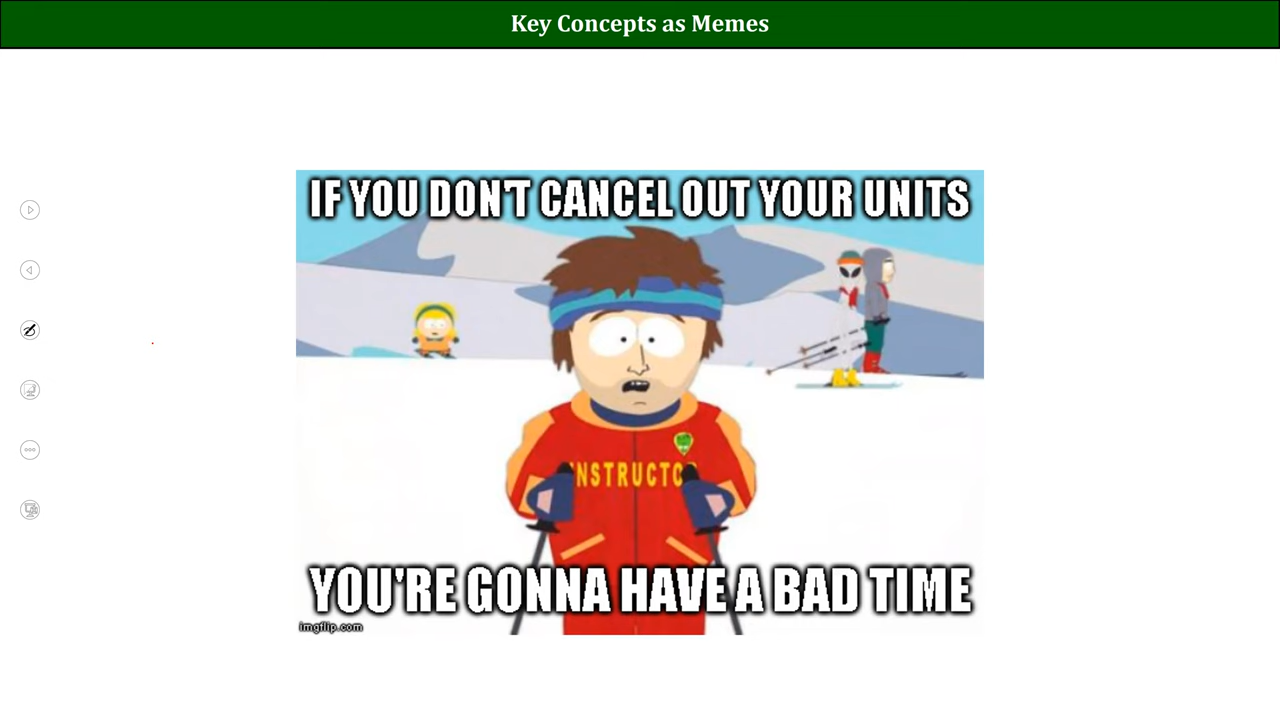 Key Concepts as Memes
IF YOU DON'T CANCEL OUT YOUR UNITS
INSTRUCTO
YOU'RE GONNA HAVE A BAD TIME
imgflip.com